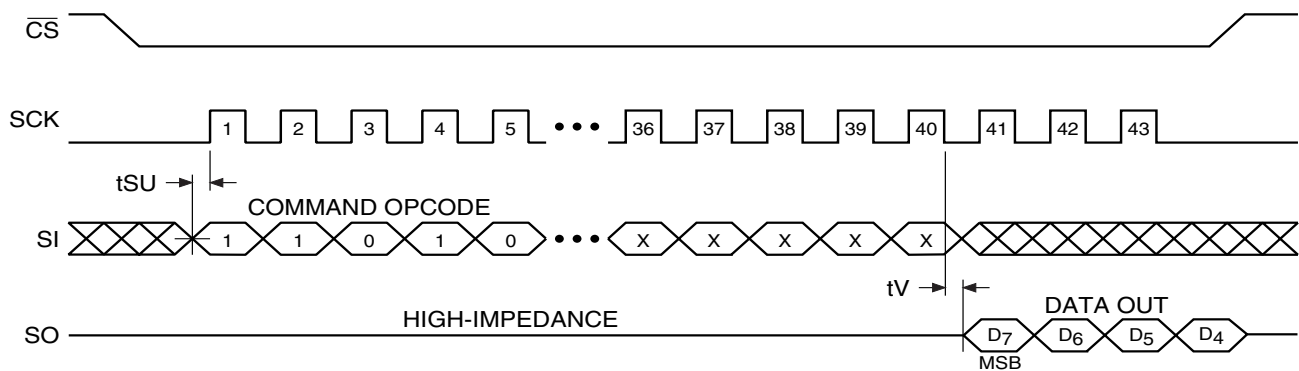 CS
SCK
1 2 3 4 5 36 37 38 39 40 41 42 43
tSU
COMMAND OPCODE
SI
1 1 0 1 0 X X X X X
tV
DATA OUT
HIGH-IMPEDANCE
SO
D7 D6 D5 D4
MSB